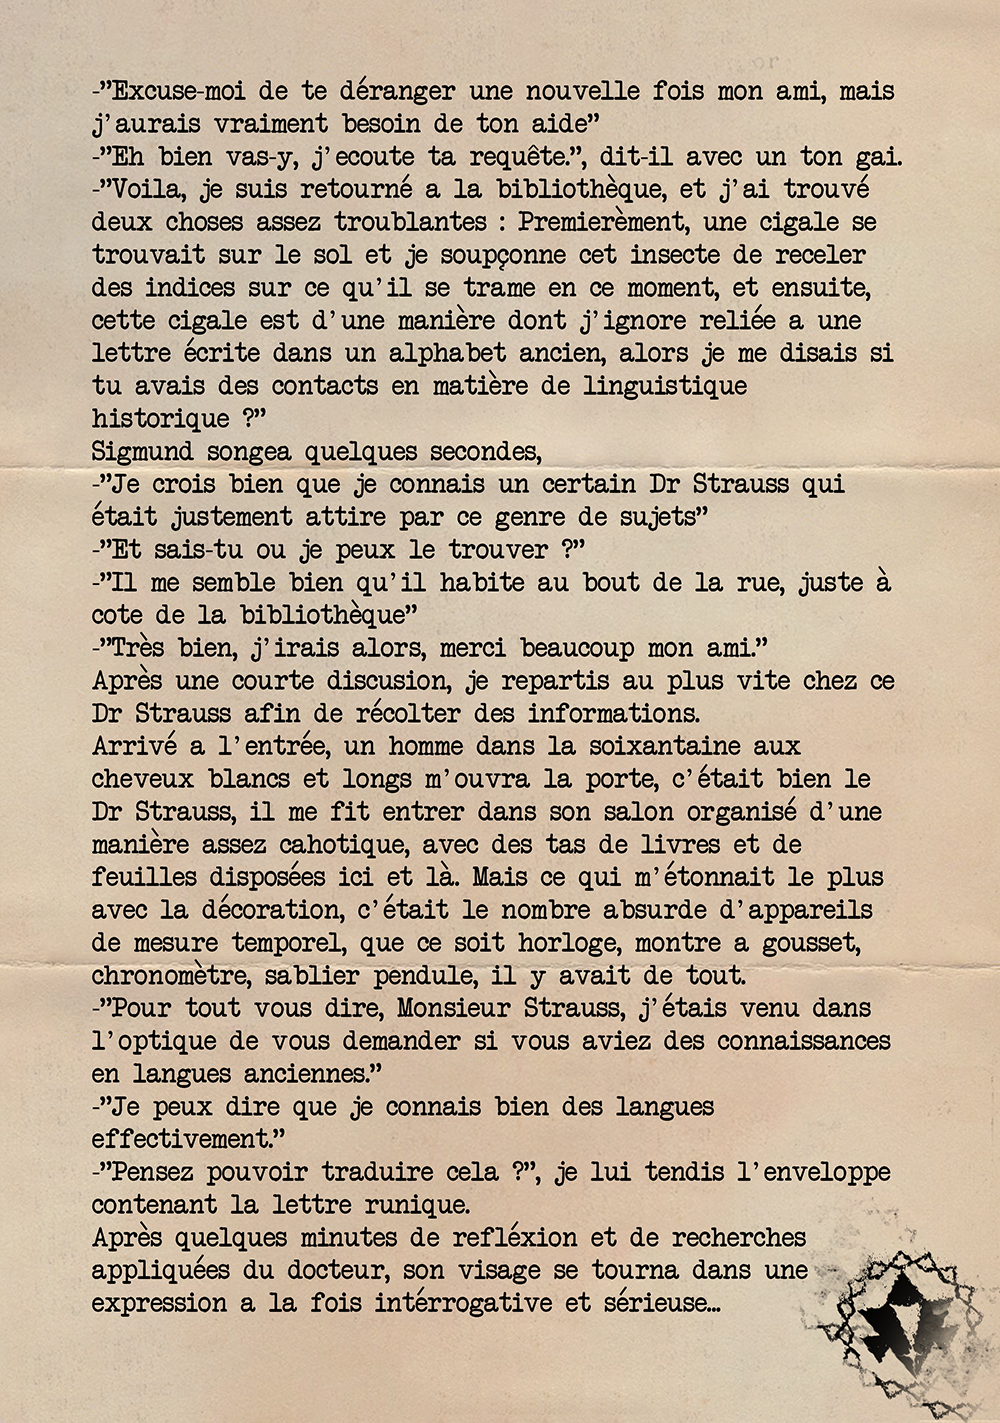 -”Excuse-moi de te déranger une nouvelle fois mon ami, mais
j’aurais vraiment besoin de ton aide”
-”Eh bien vas-y, j’ecoute ta requête.”, dit-il avec un ton gai.
-”Voila, je suis retourné a la bibliothèque, et j’ai trouvé
deux choses assez troublantes : Premierèment, une cigale se
trouvait sur le sol et je soupçonne cet insecte de receler
des indices sur ce qu’il se trame en ce moment, et ensuite,
cette cigale est d’une manière dont j’ignore reliée a une
lettre écrite dans un alphabet ancien, alors je me disais si
tu avais des contacts en matière de linguistique
historique ?”
Sigmund songea quelques secondes,
-”Je crois bien que je connais un certain Dr Strauss qui
était justement attire par ce genre de sujets”
-”Et sais-tu ou je peux le trouver ?”
-”Il me semble bien qu’il habite au bout de la rue, juste à
cote de la bibliothèque”
-”Très bien, j’irais alors, merci beaucoup mon ami.”
Après une courte discusion, je repartis au plus vite chez ce
Dr Strauss afin de récolter des informations.
Arrivé a l’entrée, un homme dans la soixantaine aux
cheveux blancs et longs m’ouvra la porte, c’était bien le
Dr Strauss, il me fit entrer dans son salon organisé d’une
manière assez cahotique, avec des tas de livres et de
feuilles disposées ici et là. Mais ce qui m’étonnait le plus
avec la décoration, c’était le nombre absurde d’appareils
de mesure temporel, que ce soit horloge, montre a gousset,
chronomètre, sablier pendule, il y avait de tout.
-”Pour tout vous dire, Monsieur Strauss, j’étais venu dans
l’optique de vous demander si vous aviez des connaissances
en langues anciennes.”
-”Je peux dire que je connais bien des langues
effectivement.”
-”Pensez pouvoir traduire cela ?”, je lui tendis l’enveloppe
contenant la lettre runique.
Après quelques minutes de refléxion et de recherches
appliquées du docteur, son visage se tourna dans une
expression a la fois intérrogative et sérieuse…